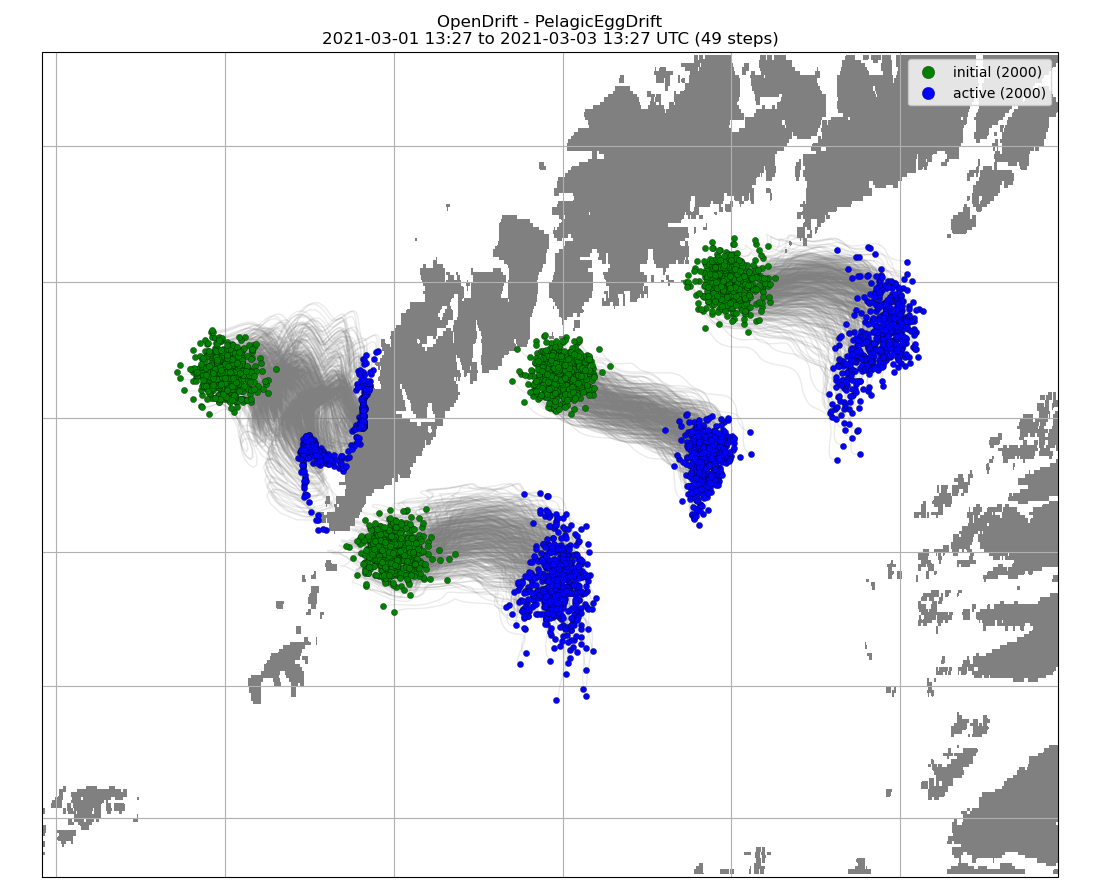 OpenDrift - PelagicEggDrift
2021-03-01 13:27 to 2021-03-03 13:27 UTC (49 steps)
initial (2000)
active (2000)